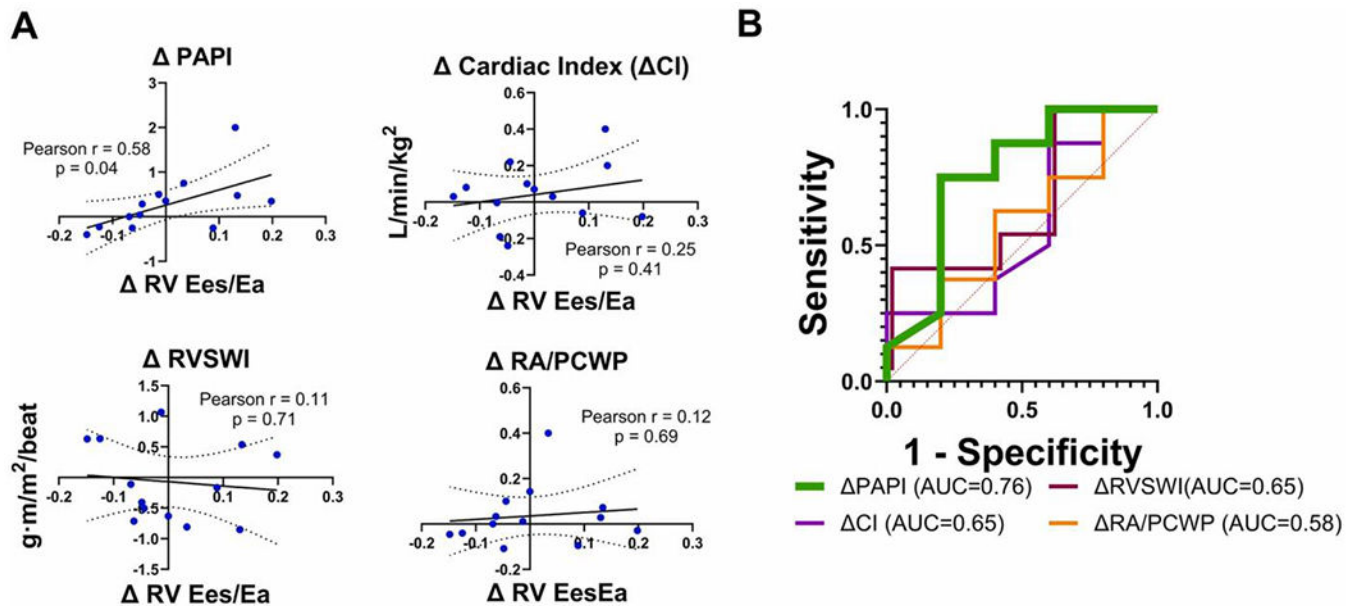 A
Δ PAPI
3
2
1
-1
-0.2
-0.1
0.1
0.2
0.3
Pearson r = 0.58
p = 0.04
Δ RV Ees/Ea
Δ Cardiac Index (ΔCI)
L/min/kg²
0.6
0.4
0.2
-0.2
-0.4
-0.2
-0.1
0.1
0.2
0.3
Pearson r = 0.25
p = 0.41
Δ RV Ees/Ea
Δ RVSWI
g·m/m²/beat
1.5
1.0
0.5
-0.5
-1.0
-1.5
-0.2
-0.1
0.1
0.2
0.3
Pearson r = 0.11
p = 0.71
Δ RV Ees/Ea
Δ RA/PCWP
0.6
0.4
0.2
-0.2
-0.2
-0.1
0.1
0.2
0.3
Pearson r = 0.12
p = 0.69
Δ RV EesEa
B
Sensitivity
1.0
0.5
0.0
0.0
0.5
1.0
1 - Specificity
ΔPAPI (AUC=0.76)
ΔRVSWI(AUC=0.65)
ΔCI (AUC=0.65)
ΔRA/PCWP (AUC=0.58)